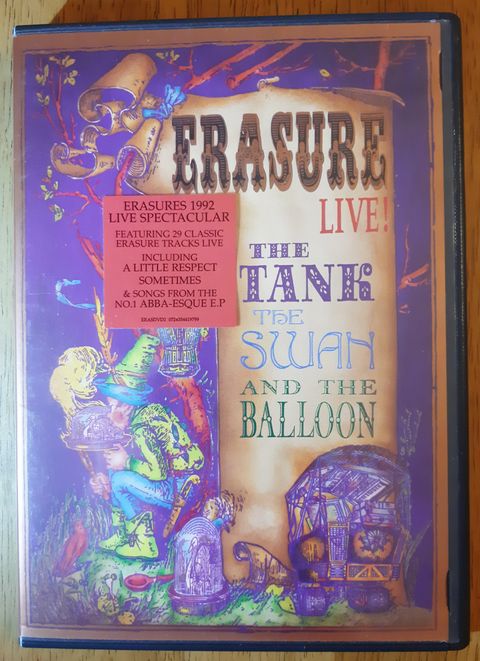 ERASURE
LIVE!
THE
TANK
THE
SWAN
AND THE
BALLOON
ERASURES 1992
LIVE SPECTACULAR
FEATURING 29 CLASSIC
ERASURE TRACKS LIVE
INCLUDING
A LITTLE RESPECT
SOMETIMES
& SONGS FROM THE
NO.1 ABBA-ESQUE E.P